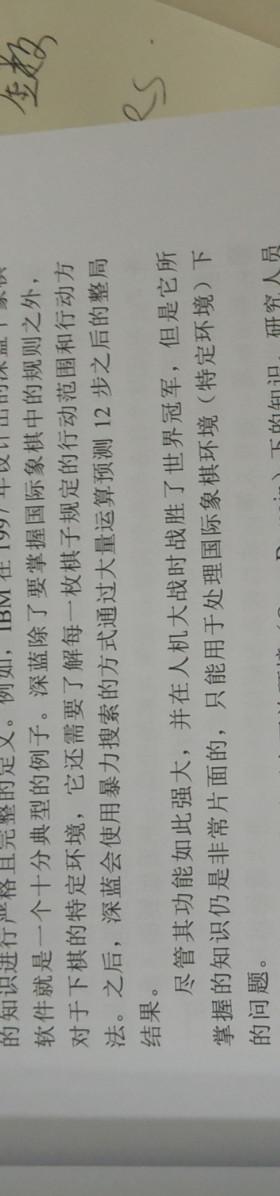 的知识进行严格且完整的定义。例如，IBM 在 1997 年设计出的深蓝
软件就是一个十分典型的例子。深蓝除了要掌握国际象棋中的规则之外，
对于下棋的特定环境，它还需要了解每一枚棋子规定的行动范围和行动方
法。之后，深蓝会使用暴力搜索的方式通过大量运算预测 12 步之后的整局
结果。
尽管其功能如此强大，并在人机大战时战胜了世界冠军，但是它所
掌握的知识仍是非常片面的，只能用于处理国际象棋环境（特定环境）下
的问题。
下的知识，研究人员